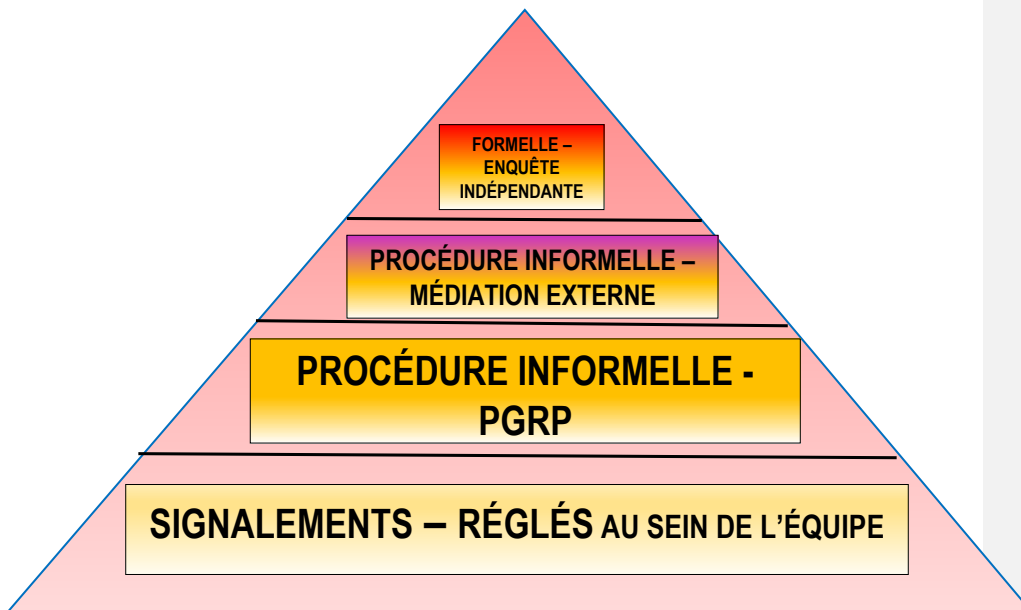 FORMELLE –
ENQUÊTE
INDÉPENDANTE
PROCÉDURE INFORMELLE –
MÉDIATION EXTERNE
PROCÉDURE INFORMELLE -
PGRP
SIGNALEMENTS – RÉGLÉS AU SEIN DE L'ÉQUIPE